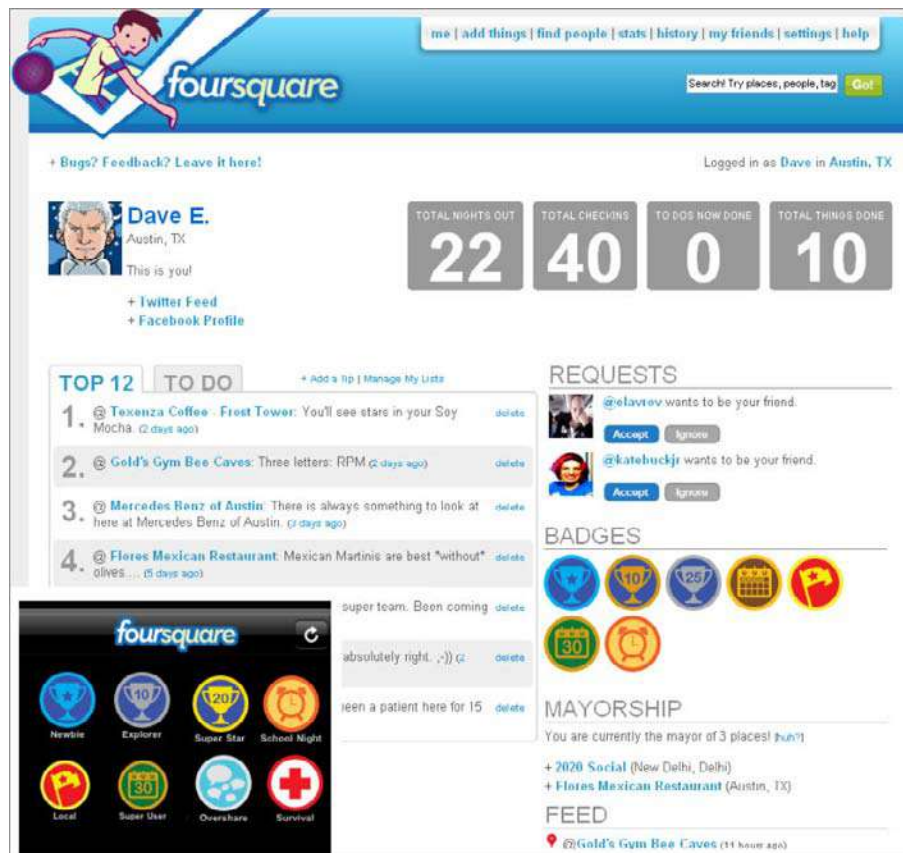 me | add things | find people | stats | history | my friends | settings | help
foursquare
Search! Try places, people, tag Go!
+ Bugs? Feedback? Leave it here!
Logged in as Dave in Austin, TX
Dave E.
Austin, TX
This is you!
+ Twitter Feed
+ Facebook Profile
TOTAL NIGHTS OUT
22
TOTAL CHECKINS
40
TO DOS NOW DONE
0
TOTAL THINGS DONE
10
TOP 12 TO DO
+ Add a Tip | Manage My Lists
1. @ Texenza Coffee - Frost Tower: You'll see stars in your Soy delete
Mocha. (2 days ago)
2. @ Gold's Gym Bee Caves: Three letters: RPM (2 days ago) delete
3. @ Mercedes Benz of Austin: There is always something to look at delete
here at Mercedes Benz of Austin. (3 days ago)
4. @ Flores Mexican Restaurant: Mexican Martinis are best *without* delete
olives.... (5 days ago)
super team. Been coming delete
absolutely right. ,-)) (2 delete
een a patient here for 15 delete
REQUESTS
@elavrov wants to be your friend.
Accept Ignore
@katebuckjr wants to be your friend.
Accept Ignore
BADGES
10
25
30
MAYORSHIP
You are currently the mayor of 3 places! [huh?]
+ 2020 Social (New Delhi, Delhi)
+ Flores Mexican Restaurant (Austin, TX)
FEED
@Gold's Gym Bee Caves (11 hours ago)
foursquare
10
20
Newbie Explorer Super Star School Night
30
Local Super User Overshare Survival